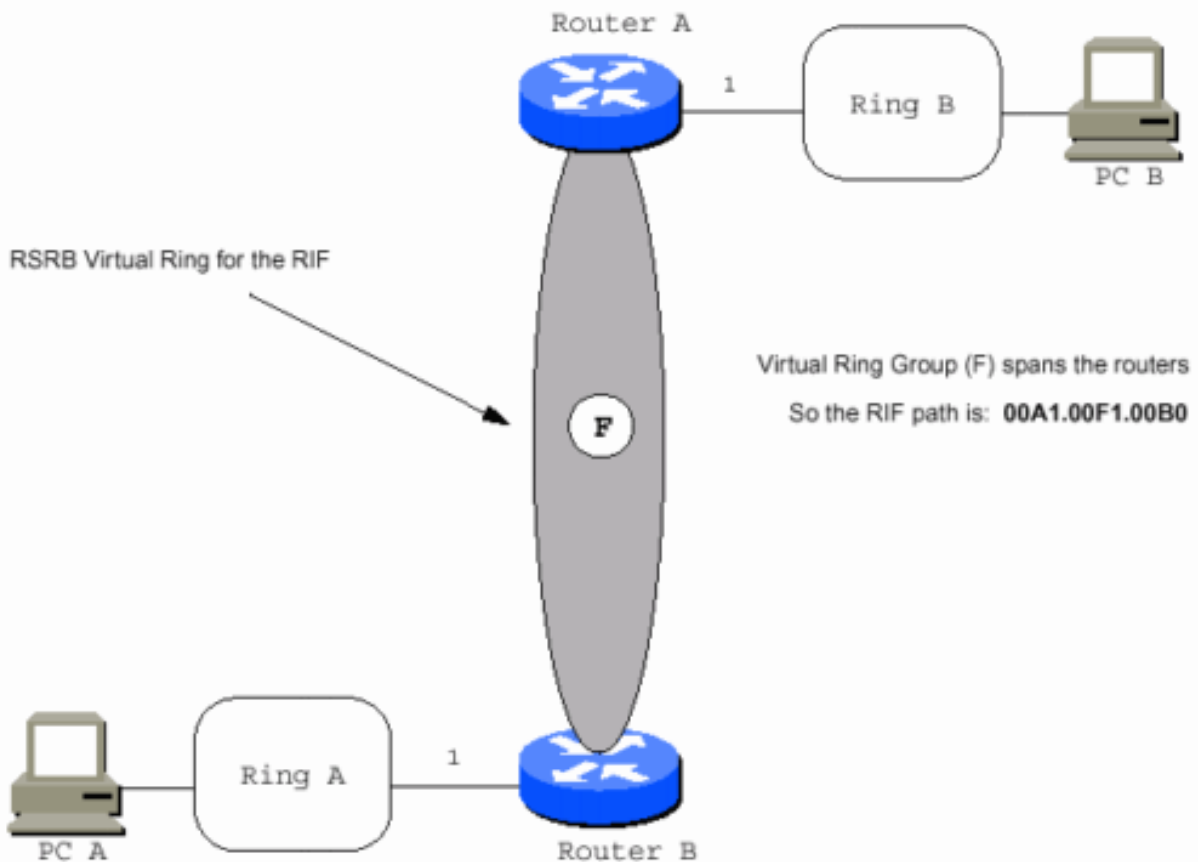 Router A
1
Ring B
PC B
RSRB Virtual Ring for the RIF
Virtual Ring Group (F) spans the routers
So the RIF path is: 00A1.00F1.00B0
F
1
Ring A
PC A
Router B